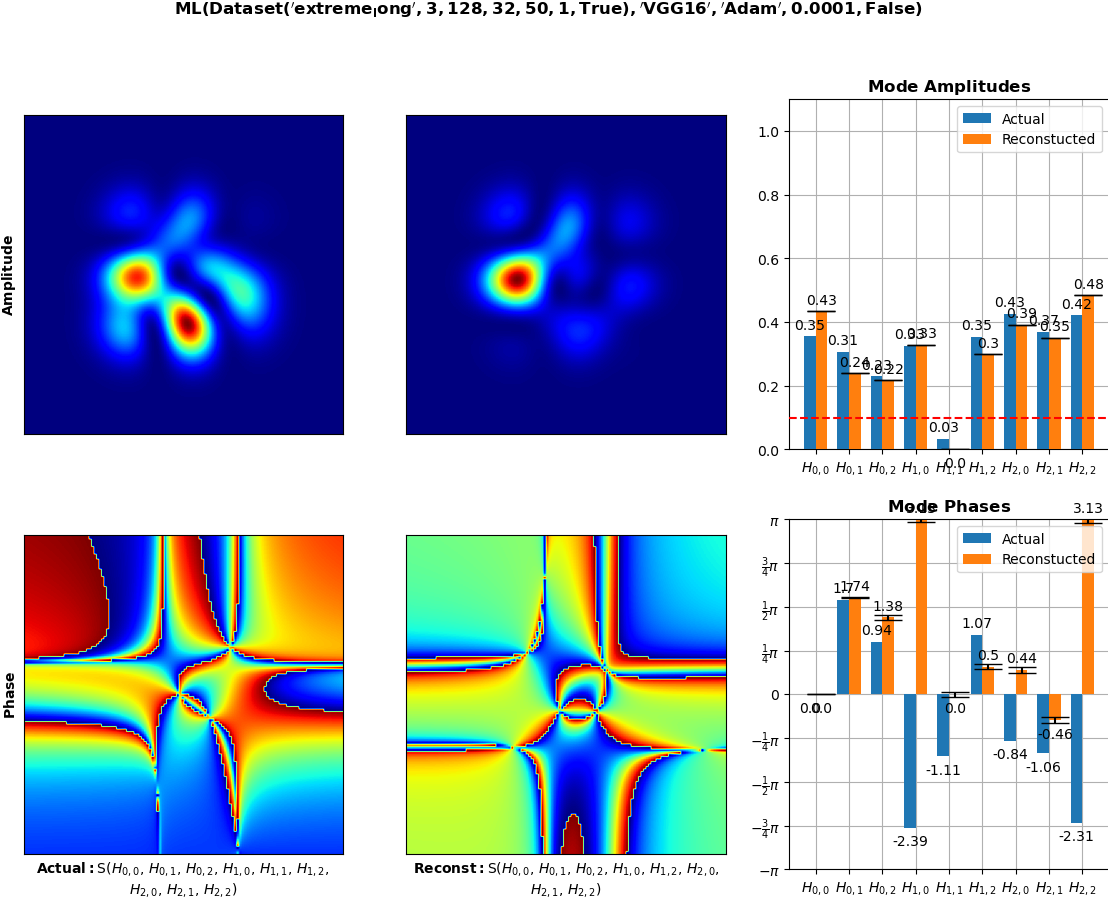 ML(Dataset('extreme_long', 3, 128, 32, 50, 1, True), 'VGG16', 'Adam', 0.0001, False)
Amplitude
Mode Amplitudes
Actual
Reconstucted
1.0
0.8
0.6
0.4
0.2
0.0
0.35 0.43 0.31 0.24 0.23 0.22 0.33 0.33 0.03 0.0 0.35 0.3 0.43 0.39 0.37 0.35 0.42 0.48
H0,0 H0,1 H0,2 H1,0 H1,1 H1,2 H2,0 H2,1 H2,2
Phase
Mode Phases
Actual
Reconstucted
π
3/4π
1/2π
1/4π
0
−1/4π
−1/2π
−3/4π
−π
0.0 0.0 1.7 1.74 0.94 1.38 -2.39 -1.11 0.0 1.07 0.5 -0.84 0.44 -1.06 -0.46 -2.31 3.13
H0,0 H0,1 H0,2 H1,0 H1,1 H1,2 H2,0 H2,1 H2,2
Actual: S(H0,0, H0,1, H0,2, H1,0, H1,1, H1,2,
H2,0, H2,1, H2,2)
Reconst: S(H0,0, H0,1, H0,2, H1,0, H1,2, H2,0,
H2,1, H2,2)